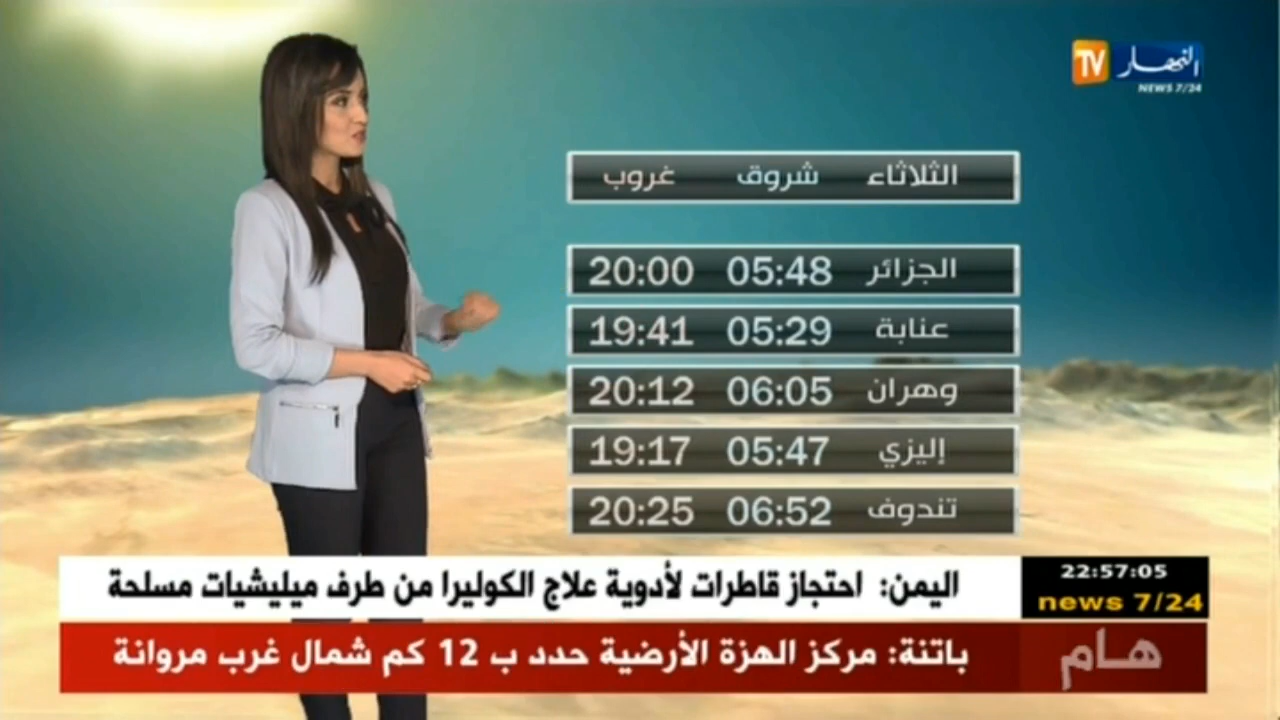 TV النهار
NEWS 7/24
الثلاثاء شروق غروب
الجزائر 05:48 20:00
عنابة 05:29 19:41
وهران 06:05 20:12
إليزي 05:47 19:17
تندوف 06:52 20:25
اليمن: احتجاز قاطرات لأدوية علاج الكوليرا من طرف ميليشيات مسلحة
22:57:05
news 7/24
هـام
باتنة: مركز الهزة الأرضية حدد ب 12 كم شمال غرب مروانة